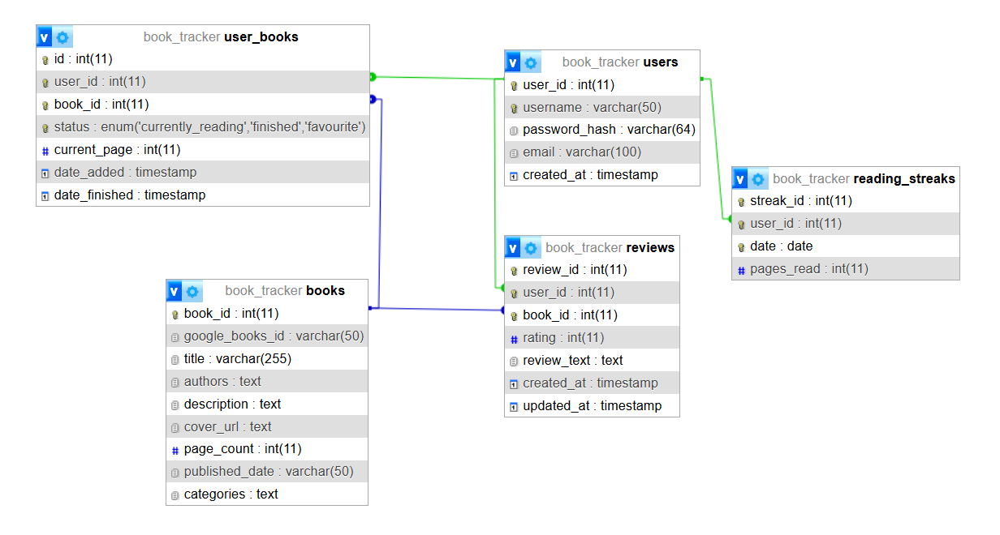 book_tracker user_books
id : int(11)
user_id : int(11)
book_id : int(11)
status : enum('currently_reading','finished','favourite')
current_page : int(11)
date_added : timestamp
date_finished : timestamp
book_tracker users
user_id : int(11)
username : varchar(50)
password_hash : varchar(64)
email : varchar(100)
created_at : timestamp
book_tracker reading_streaks
streak_id : int(11)
user_id : int(11)
date : date
pages_read : int(11)
book_tracker reviews
review_id : int(11)
user_id : int(11)
book_id : int(11)
rating : int(11)
review_text : text
created_at : timestamp
updated_at : timestamp
book_tracker books
book_id : int(11)
google_books_id : varchar(50)
title : varchar(255)
authors : text
description : text
cover_url : text
page_count : int(11)
published_date : varchar(50)
categories : text